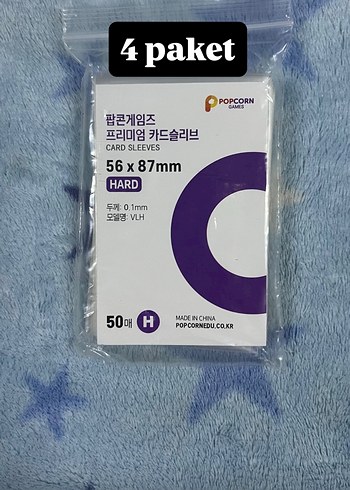 4 paket
POPCORN
GAMES
팝콘게임즈
프리미엄 카드슬리브
CARD SLEEVES
56 x 87mm
HARD
두께: 0.1mm
모델명: VLH
50매 H
MADE IN CHINA
POPCORNEDU.CO.KR